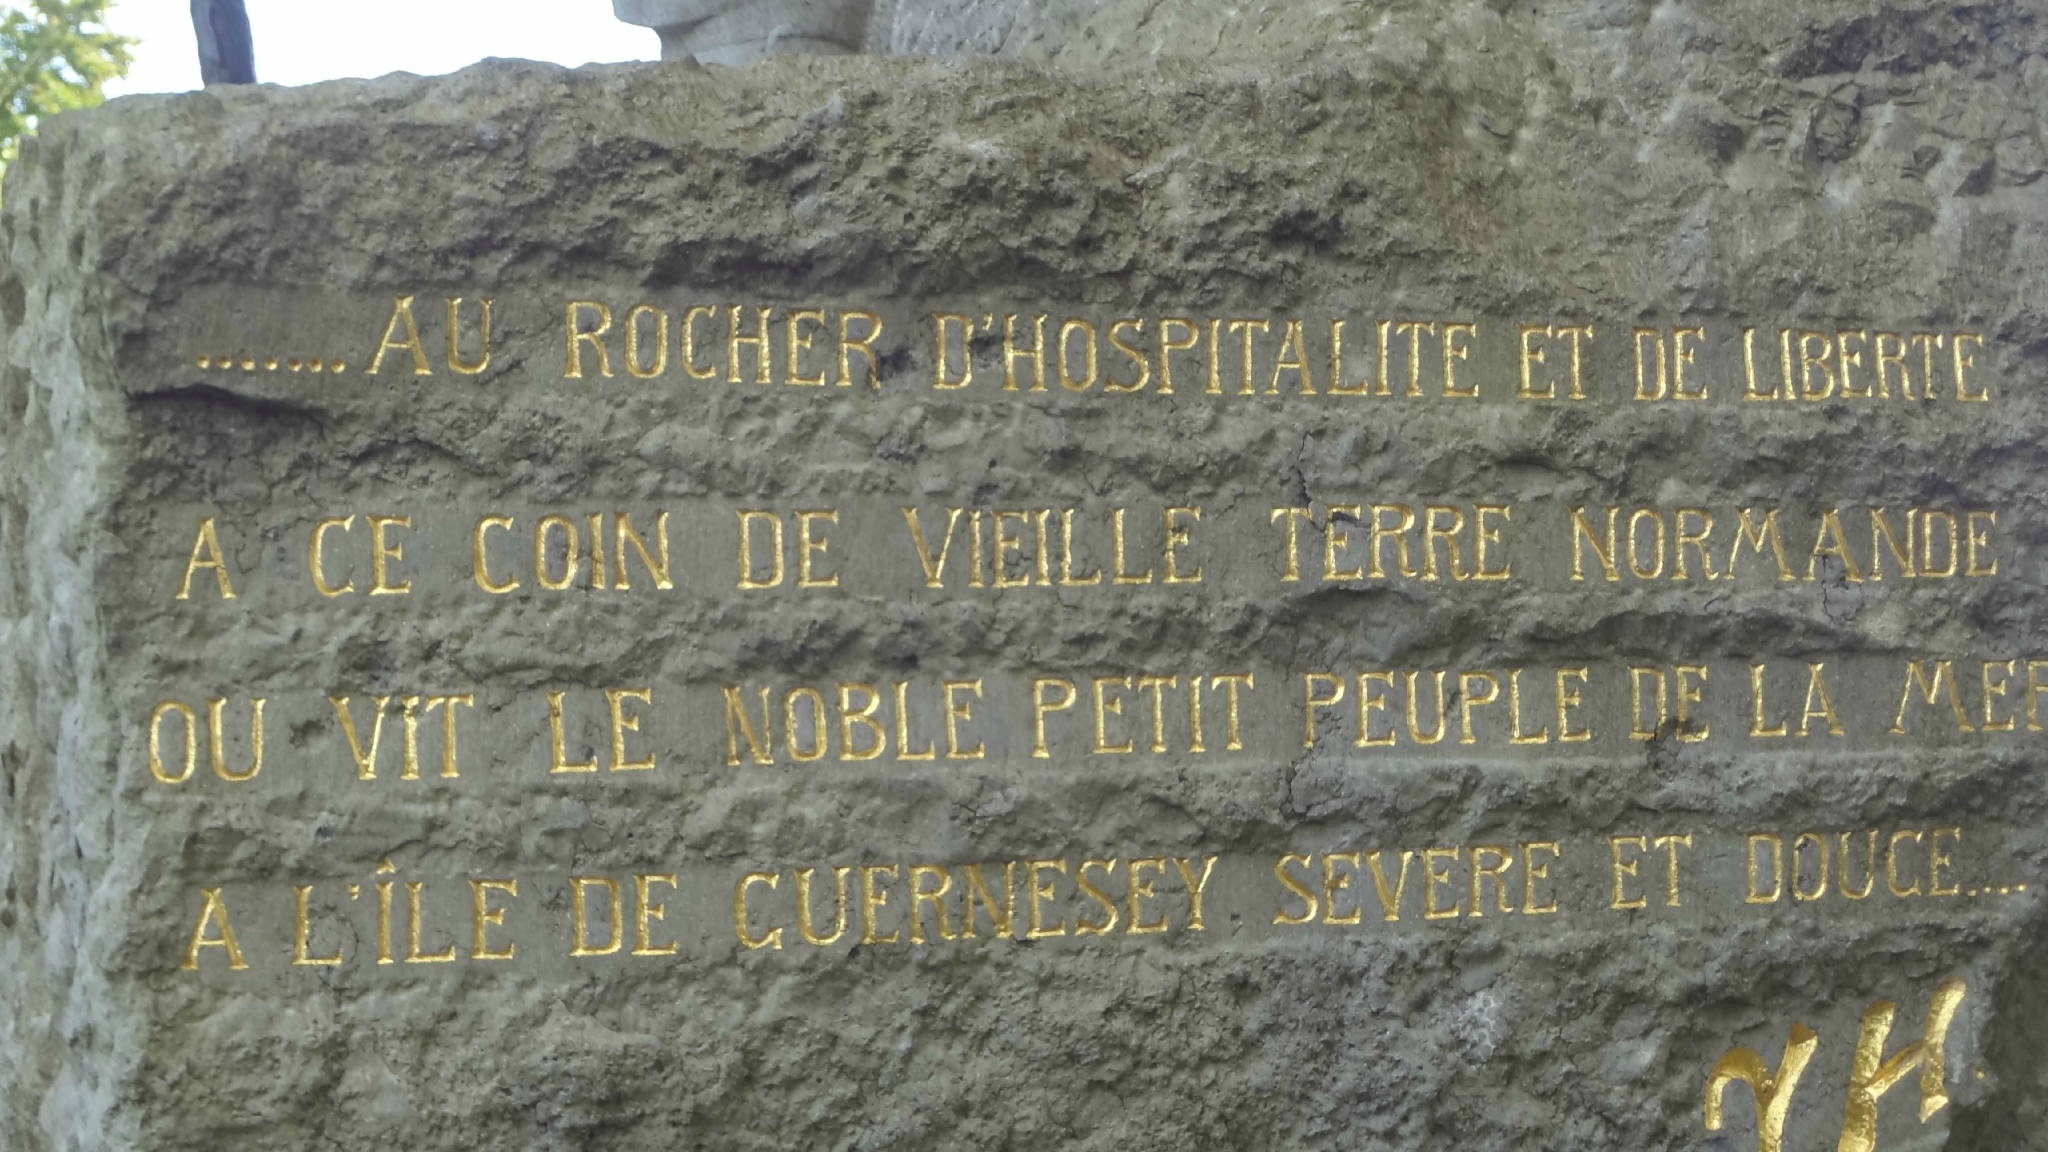 .......AU ROCHER D'HOSPITALITE ET DE LIBERTE
A CE COIN DE VIEILLE TERRE NORMANDE
OU VIT LE NOBLE PETIT PEUPLE DE LA MER
A L'ÎLE DE GUERNESEY SEVERE ET DOUCE....
V H.